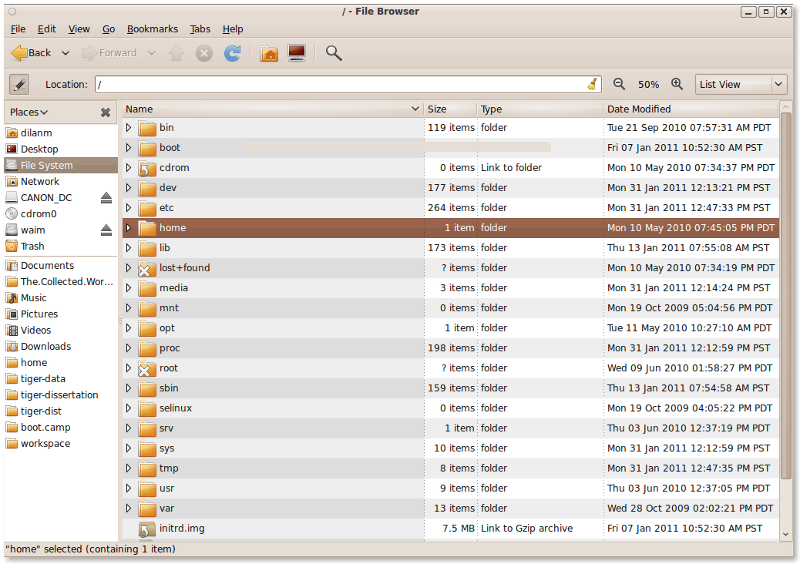 / - File Browser
File Edit View Go Bookmarks Tabs Help
Back Forward
Location: / 50% List View
Places
dilanm
Desktop
File System
Network
CANON_DC
cdrom0
waim
Trash
Documents
The.Collected.Wor...
Music
Pictures
Videos
Downloads
home
tiger-data
tiger-dissertation
tiger-dist
boot.camp
workspace
Name Size Type Date Modified
bin 119 items folder Tue 21 Sep 2010 07:57:31 AM PDT
boot Fri 07 Jan 2011 10:52:30 AM PST
cdrom 0 items Link to folder Mon 10 May 2010 07:34:37 PM PDT
dev 177 items folder Mon 31 Jan 2011 12:13:21 PM PST
etc 264 items folder Mon 31 Jan 2011 12:47:33 PM PST
home 1 item folder Mon 10 May 2010 07:45:05 PM PDT
lib 173 items folder Thu 13 Jan 2011 07:55:08 AM PST
lost+found ? items folder Mon 10 May 2010 07:34:19 PM PDT
media 3 items folder Mon 31 Jan 2011 12:14:24 PM PST
mnt 0 items folder Mon 19 Oct 2009 05:04:56 PM PDT
opt 1 item folder Tue 11 May 2010 10:27:10 AM PDT
proc 198 items folder Mon 31 Jan 2011 12:12:59 PM PST
root ? items folder Wed 09 Jun 2010 01:58:27 PM PDT
sbin 159 items folder Thu 13 Jan 2011 07:54:58 AM PST
selinux 0 items folder Mon 19 Oct 2009 04:05:22 PM PDT
srv 1 item folder Thu 03 Jun 2010 12:37:19 PM PDT
sys 10 items folder Mon 31 Jan 2011 12:12:59 PM PST
tmp 8 items folder Mon 31 Jan 2011 12:47:35 PM PST
usr 9 items folder Thu 03 Jun 2010 12:37:05 PM PDT
var 13 items folder Wed 28 Oct 2009 02:02:21 PM PDT
initrd.img 7.5 MB Link to Gzip archive Fri 07 Jan 2011 10:52:30 AM PST
"home" selected (containing 1 item)